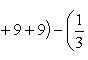 + 9 + 9) − (1/3